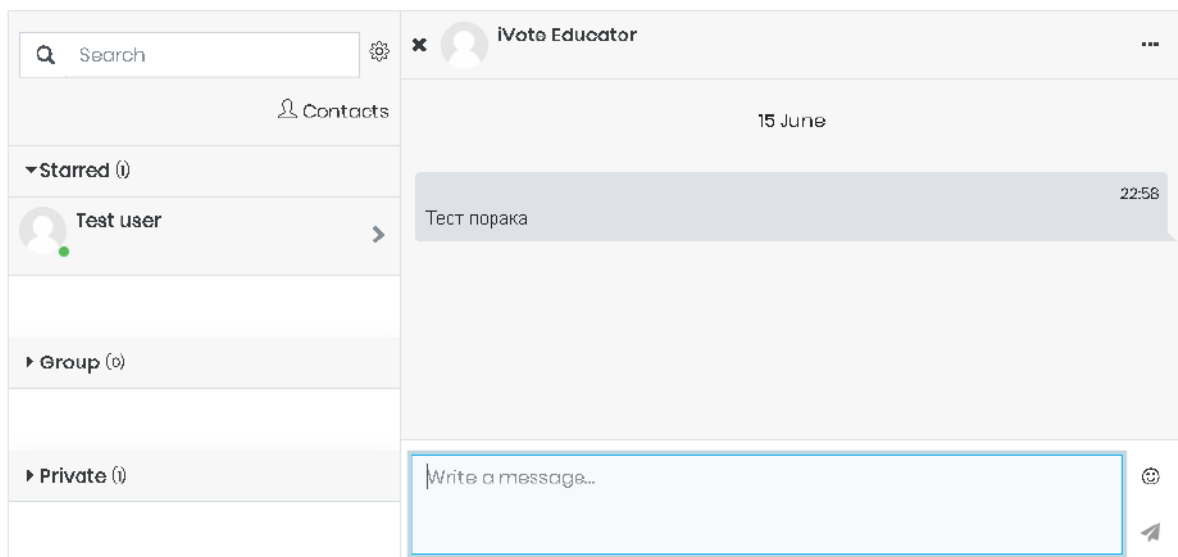 Search
Contacts
Starred (1)
Test user
Group (0)
Private (1)
iVote Educator
15 June
22:58
Тест порака
Write a message...